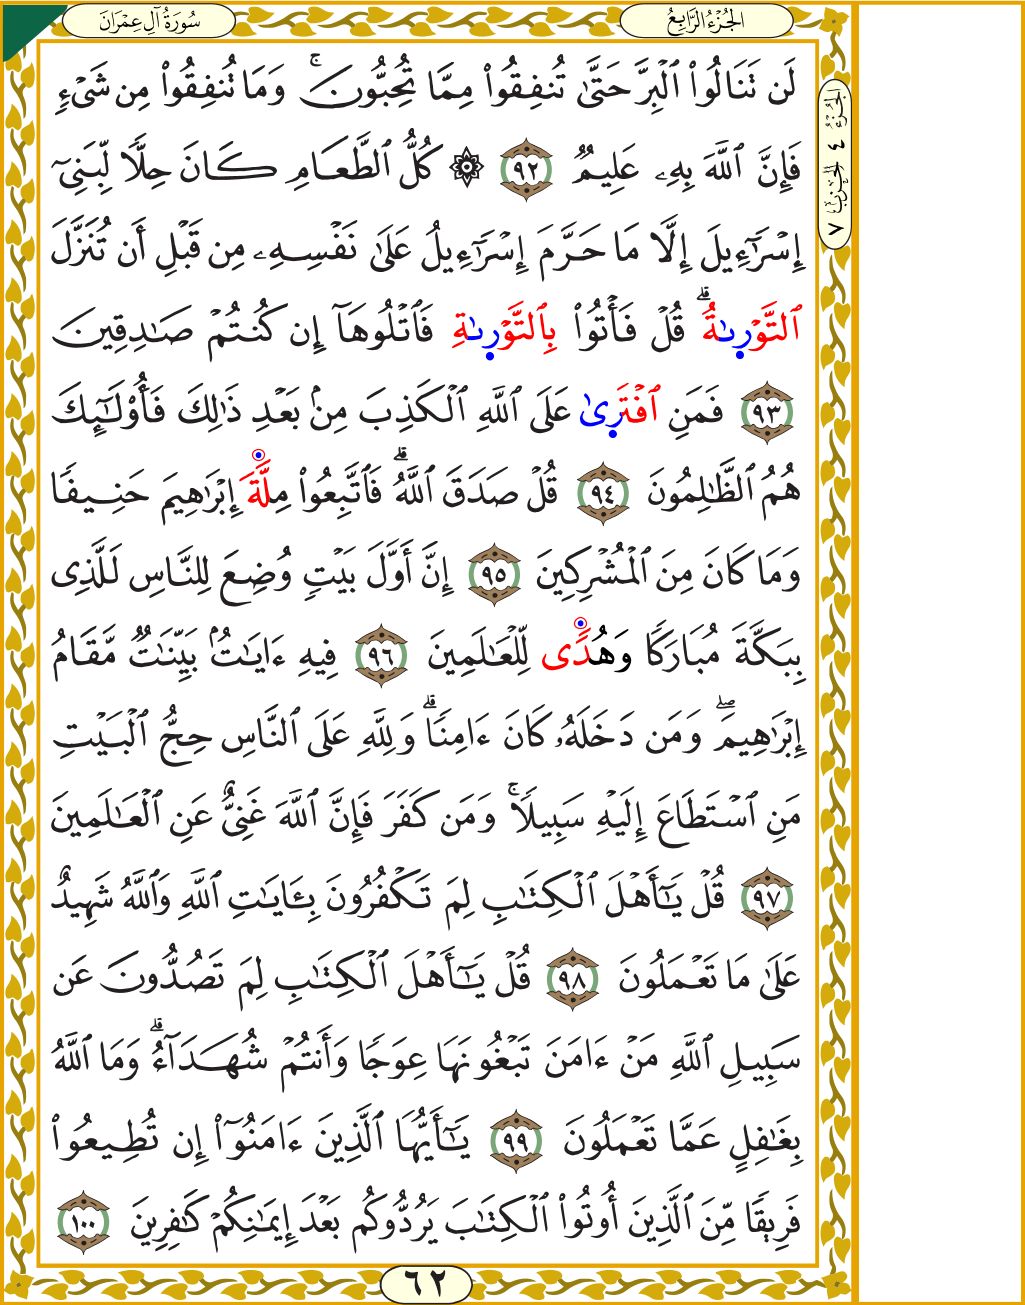 سُورَةُ آلِ عِمْرَان
الجُزْءُ الرَّابِعُ
الجزء ٤ الحزب ٧
لَن تَنَالُوا۟ ٱلْبِرَّ حَتَّىٰ تُنفِقُوا۟ مِمَّا تُحِبُّونَ ۚ وَمَا تُنفِقُوا۟ مِن شَىْءٍ
فَإِنَّ ٱللَّهَ بِهِۦ عَلِيمٌ ٩٢ ۞ كُلُّ ٱلطَّعَامِ كَانَ حِلًّا لِّبَنِىٓ
إِسْرَٰٓءِيلَ إِلَّا مَا حَرَّمَ إِسْرَٰٓءِيلُ عَلَىٰ نَفْسِهِۦ مِن قَبْلِ أَن تُنَزَّلَ
ٱلتَّوْرىٰةُ ۗ قُلْ فَأْتُوا۟ بِٱلتَّوْرىٰةِ فَٱتْلُوهَآ إِن كُنتُمْ صَٰدِقِينَ
٩٣ فَمَنِ ٱفْتَرىٰ عَلَى ٱللَّهِ ٱلْكَذِبَ مِنۢ بَعْدِ ذَٰلِكَ فَأُو۟لَٰٓئِكَ
هُمُ ٱلظَّٰلِمُونَ ٩٤ قُلْ صَدَقَ ٱللَّهُ ۗ فَٱتَّبِعُوا۟ مِلَّةَ إِبْرَٰهِيمَ حَنِيفًا
وَمَا كَانَ مِنَ ٱلْمُشْرِكِينَ ٩٥ إِنَّ أَوَّلَ بَيْتٍ وُضِعَ لِلنَّاسِ لَلَّذِى
بِبَكَّةَ مُبَارَكًا وَهُدًى لِّلْعَٰلَمِينَ ٩٦ فِيهِ ءَايَٰتٌۢ بَيِّنَٰتٌ مَّقَامُ
إِبْرَٰهِيمَ ۖ وَمَن دَخَلَهُۥ كَانَ ءَامِنًا ۗ وَلِلَّهِ عَلَى ٱلنَّاسِ حِجُّ ٱلْبَيْتِ
مَنِ ٱسْتَطَاعَ إِلَيْهِ سَبِيلًا ۚ وَمَن كَفَرَ فَإِنَّ ٱللَّهَ غَنِىٌّ عَنِ ٱلْعَٰلَمِينَ
٩٧ قُلْ يَٰٓأَهْلَ ٱلْكِتَٰبِ لِمَ تَكْفُرُونَ بِـَٔايَٰتِ ٱللَّهِ وَٱللَّهُ شَهِيدٌ
عَلَىٰ مَا تَعْمَلُونَ ٩٨ قُلْ يَٰٓأَهْلَ ٱلْكِتَٰبِ لِمَ تَصُدُّونَ عَن
سَبِيلِ ٱللَّهِ مَنْ ءَامَنَ تَبْغُونَهَا عِوَجًا وَأَنتُمْ شُهَدَآءُ ۗ وَمَا ٱللَّهُ
بِغَٰفِلٍ عَمَّا تَعْمَلُونَ ٩٩ يَٰٓأَيُّهَا ٱلَّذِينَ ءَامَنُوٓا۟ إِن تُطِيعُوا۟
فَرِيقًا مِّنَ ٱلَّذِينَ أُوتُوا۟ ٱلْكِتَٰبَ يَرُدُّوكُم بَعْدَ إِيمَٰنِكُمْ كَٰفِرِينَ ١٠٠
٦٢